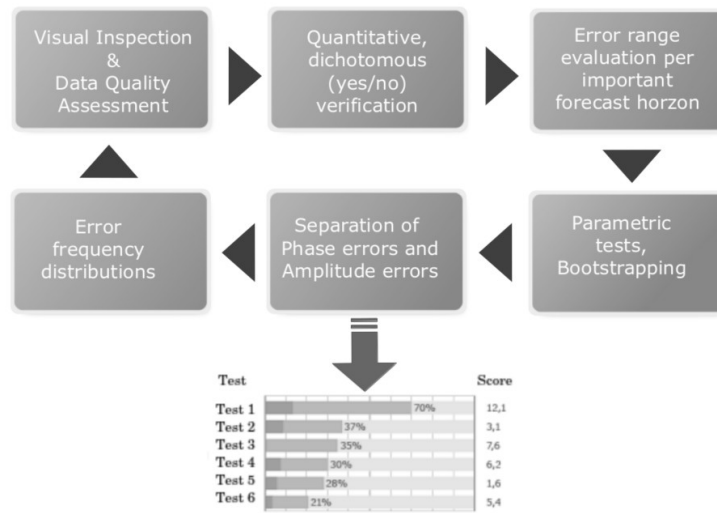 Visual Inspection
&
Data Quality
Assessment
Quantitative,
dichotomous
(yes/no)
verification
Error range
evaluation per
important
forecast horzon
Error
frequency
distributions
Separation of
Phase errors and
Amplitude errors
Parametric
tests,
Bootstrapping
Test Score
Test 1 70% 12,1
Test 2 37% 3,1
Test 3 35% 7,6
Test 4 30% 6,2
Test 5 28% 1,6
Test 6 21% 5,4